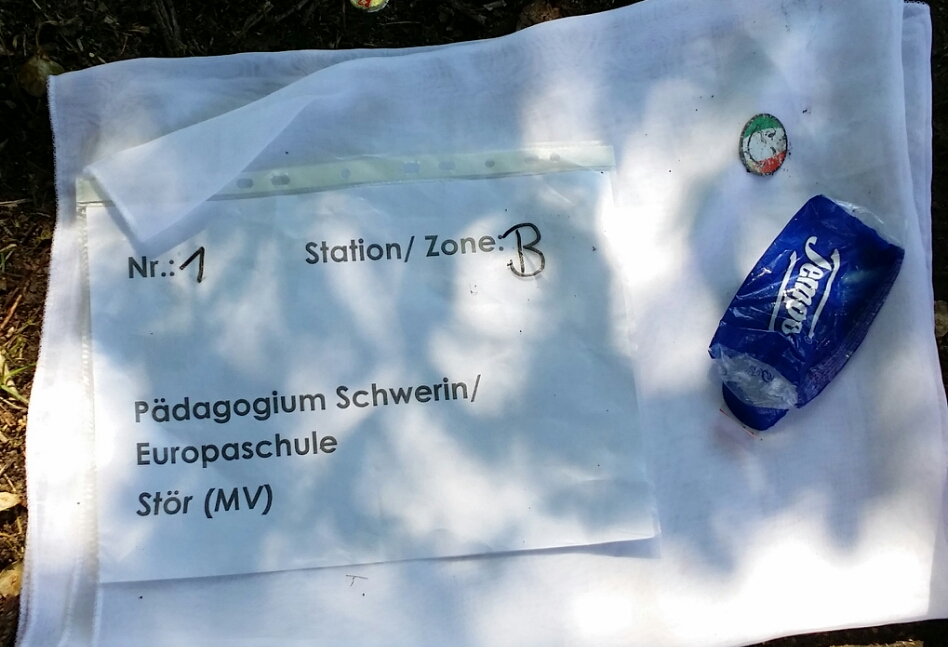 Nr.: 1 Station/ Zone: B
Pädagogium Schwerin/
Europaschule
Stör (MV)
Tempo